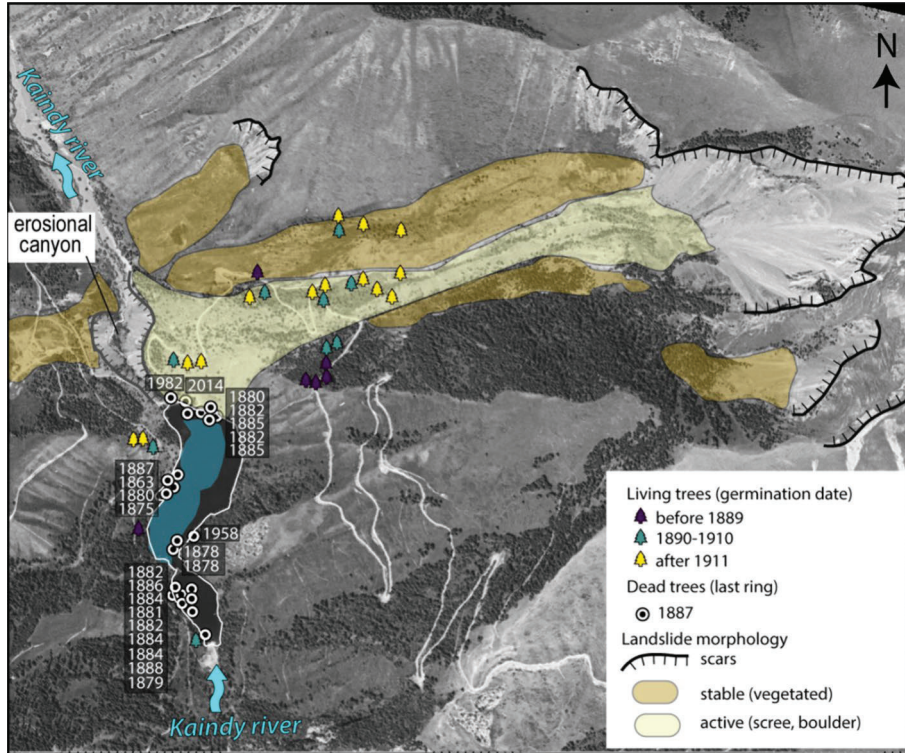 N
Kaindy river
erosional
canyon
1982
2014
1880
1882
1885
1882
1885
1887
1863
1880
1875
1958
1878
1878
1882
1886
1884
1881
1882
1884
1884
1888
1879
Kaindy river
Living trees (germination date)
before 1889
1890-1910
after 1911
Dead trees (last ring)
1887
Landslide morphology
scars
stable (vegetated)
active (scree, boulder)